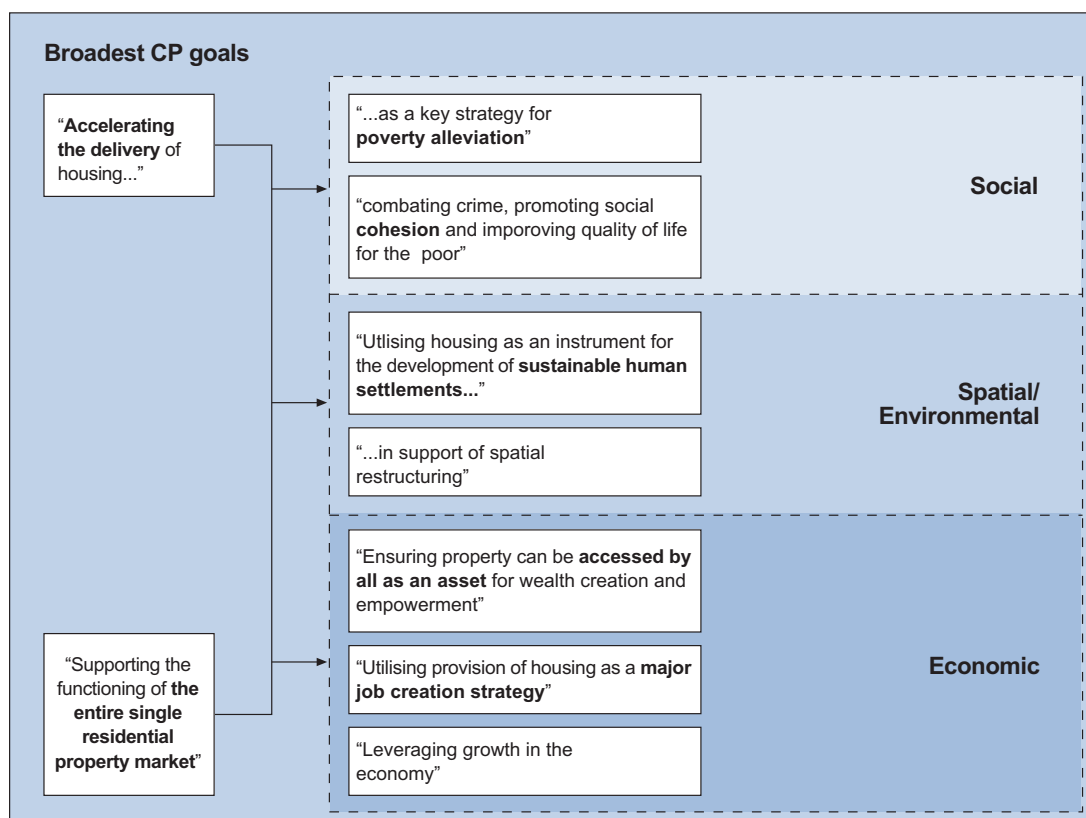 Broadest CP goals
“Accelerating
the delivery of
housing...”
“Supporting the
functioning of the
entire single
residential
property market”
“...as a key strategy for
poverty alleviation”
“combating crime, promoting social
cohesion and imporoving quality of life
for the poor”
Social
“Utlising housing as an instrument for
the development of sustainable human
settlements...”
“...in support of spatial
restructuring”
Spatial/
Environmental
“Ensuring property can be accessed by
all as an asset for wealth creation and
empowerment”
“Utilising provision of housing as a major
job creation strategy”
“Leveraging growth in the
economy”
Economic